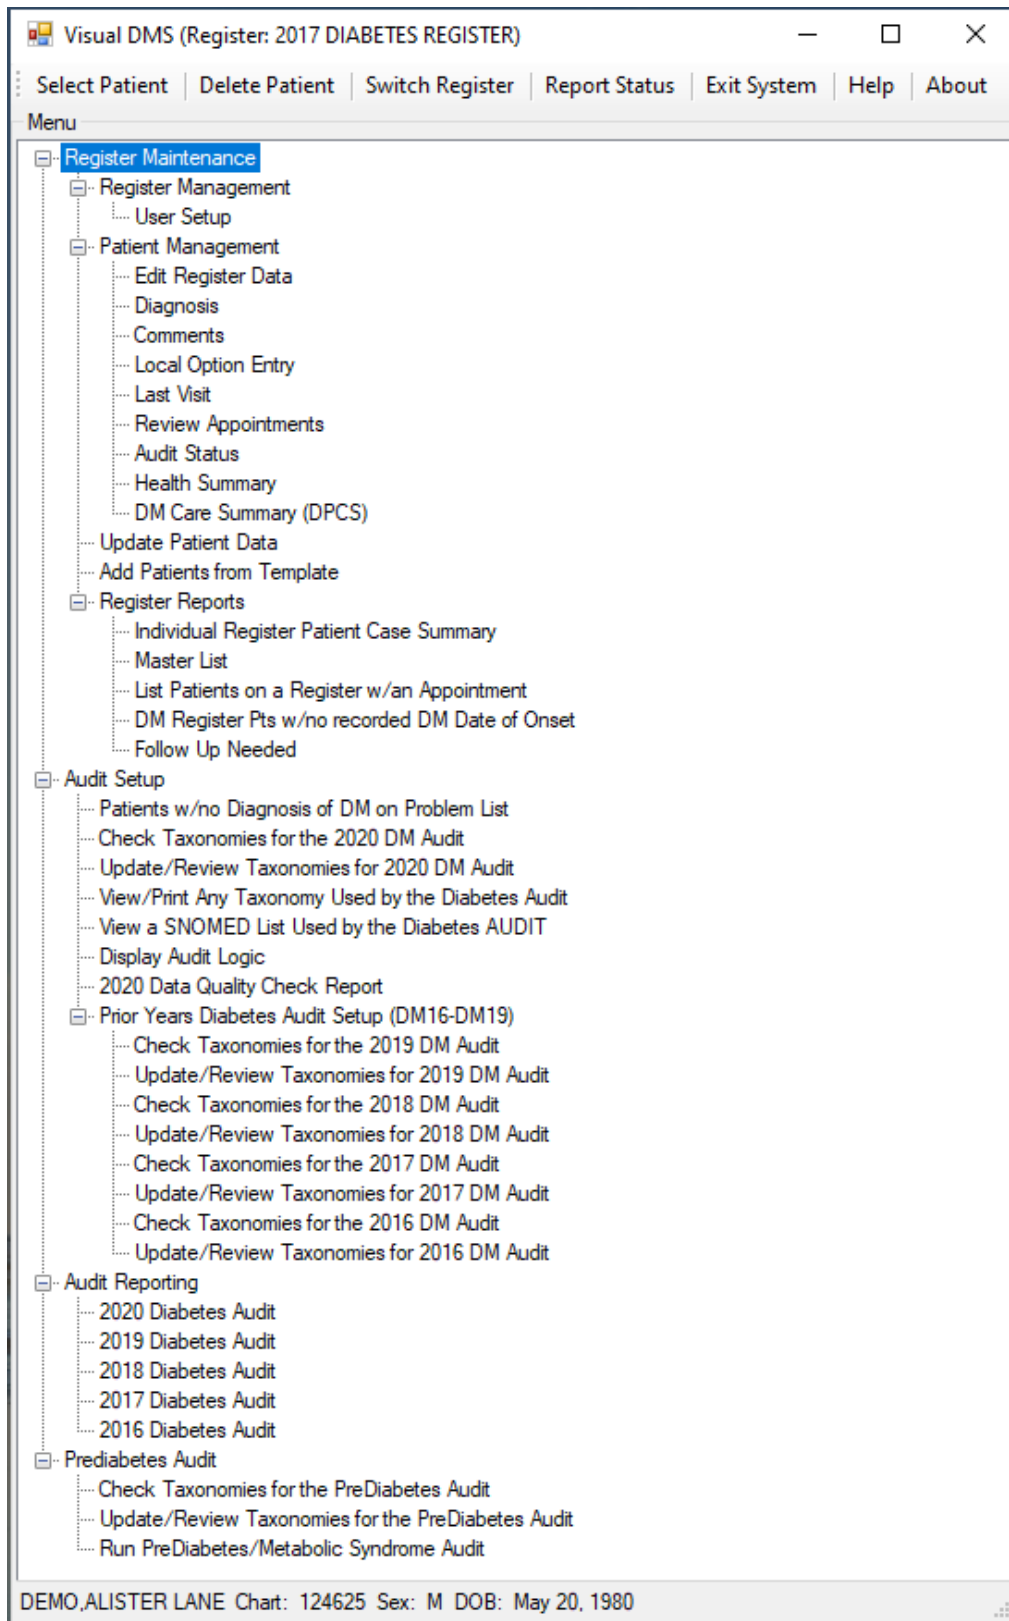 Visual DMS (Register: 2017 DIABETES REGISTER)
Select Patient Delete Patient Switch Register Report Status Exit System Help About
Menu
Register Maintenance
Register Management
User Setup
Patient Management
Edit Register Data
Diagnosis
Comments
Local Option Entry
Last Visit
Review Appointments
Audit Status
Health Summary
DM Care Summary (DPCS)
Update Patient Data
Add Patients from Template
Register Reports
Individual Register Patient Case Summary
Master List
List Patients on a Register w/an Appointment
DM Register Pts w/no recorded DM Date of Onset
Follow Up Needed
Audit Setup
Patients w/no Diagnosis of DM on Problem List
Check Taxonomies for the 2020 DM Audit
Update/Review Taxonomies for 2020 DM Audit
View/Print Any Taxonomy Used by the Diabetes Audit
View a SNOMED List Used by the Diabetes AUDIT
Display Audit Logic
2020 Data Quality Check Report
Prior Years Diabetes Audit Setup (DM16-DM19)
Check Taxonomies for the 2019 DM Audit
Update/Review Taxonomies for 2019 DM Audit
Check Taxonomies for the 2018 DM Audit
Update/Review Taxonomies for 2018 DM Audit
Check Taxonomies for the 2017 DM Audit
Update/Review Taxonomies for 2017 DM Audit
Check Taxonomies for the 2016 DM Audit
Update/Review Taxonomies for 2016 DM Audit
Audit Reporting
2020 Diabetes Audit
2019 Diabetes Audit
2018 Diabetes Audit
2017 Diabetes Audit
2016 Diabetes Audit
Prediabetes Audit
Check Taxonomies for the PreDiabetes Audit
Update/Review Taxonomies for the PreDiabetes Audit
Run PreDiabetes/Metabolic Syndrome Audit
DEMO,ALISTER LANE Chart: 124625 Sex: M DOB: May 20, 1980